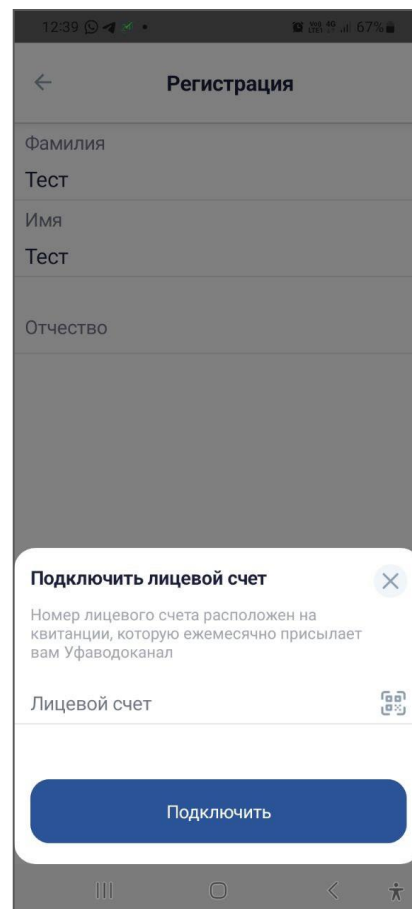 12:39 67%
Регистрация
Фамилия
Тест
Имя
Тест
Отчество
Подключить лицевой счет
Номер лицевого счета расположен на
квитанции, которую ежемесячно присылает
вам Уфаводоканал
Лицевой счет
Подключить